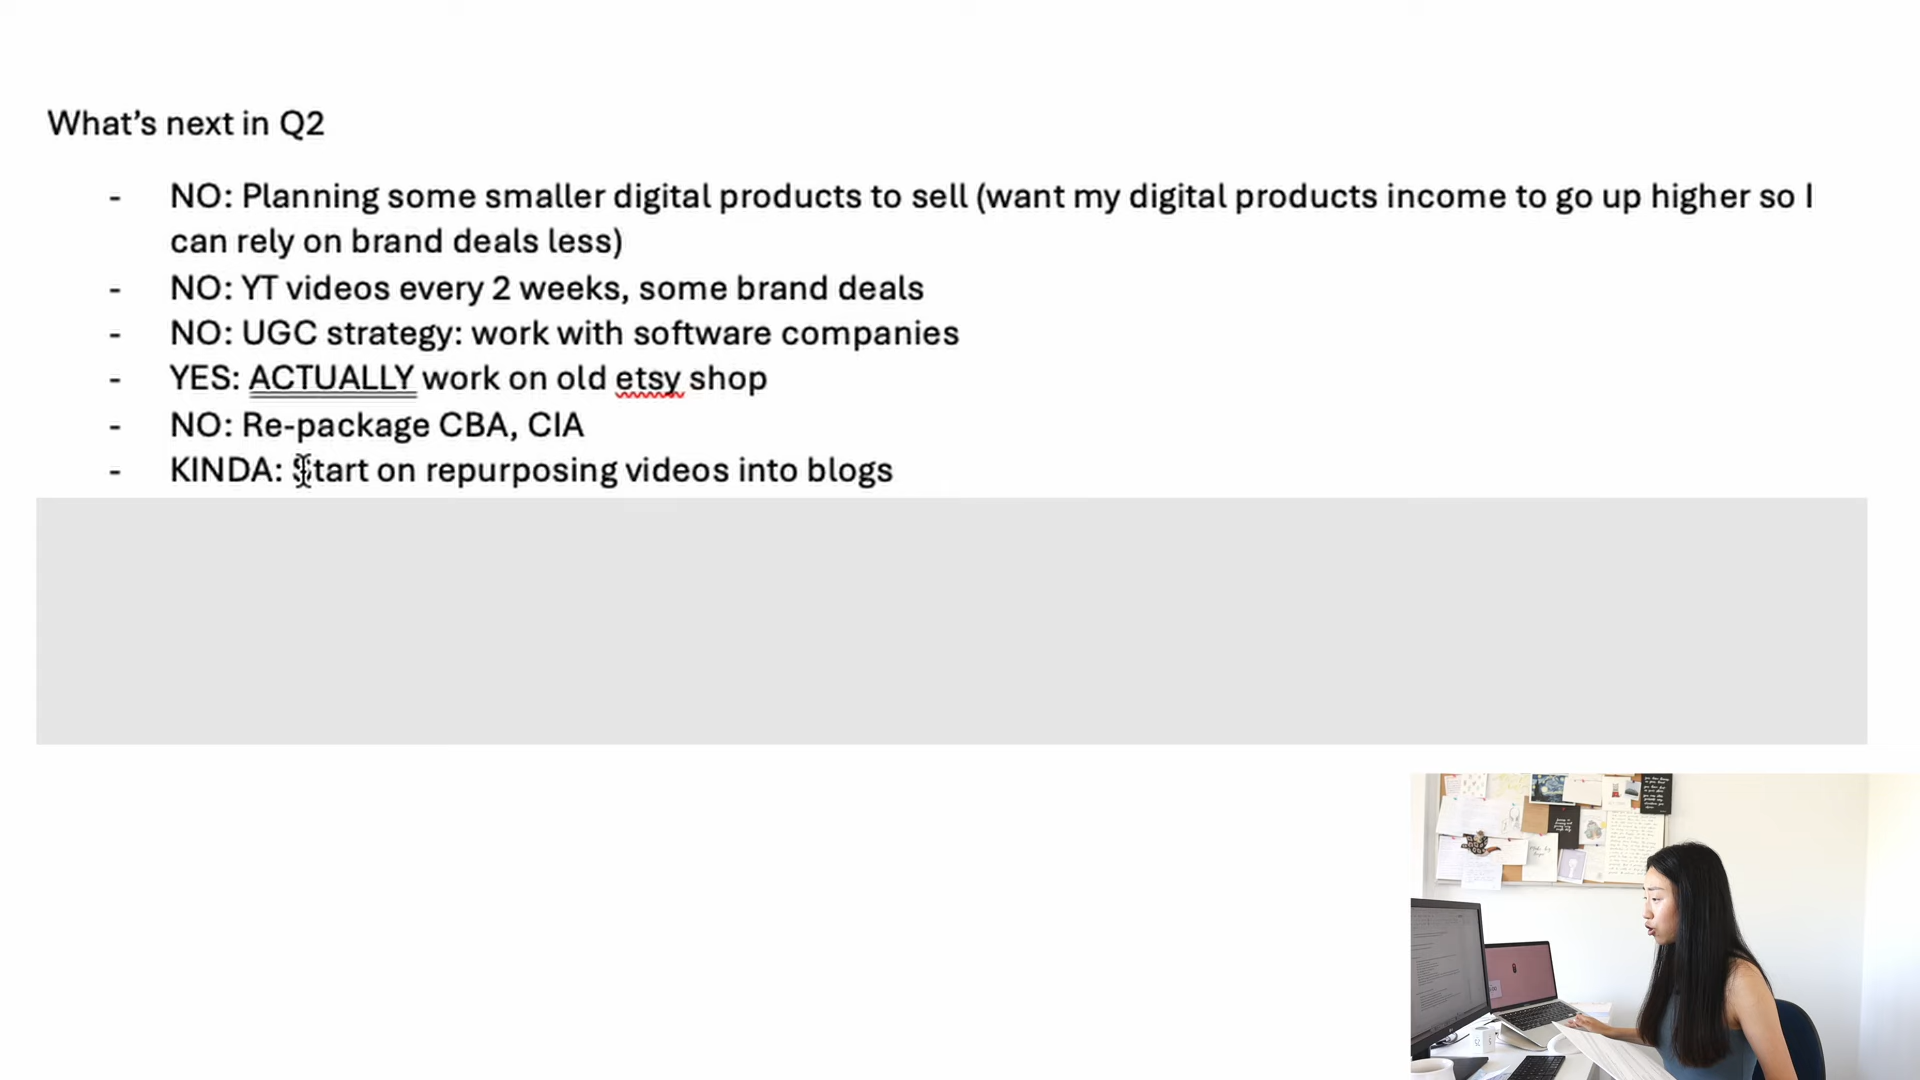 What's next in Q2
- NO: Planning some smaller digital products to sell (want my digital products income to go up higher so I
can rely on brand deals less)
- NO: YT videos every 2 weeks, some brand deals
- NO: UGC strategy: work with software companies
- YES: ACTUALLY work on old etsy shop
- NO: Re-package CBA, CIA
- KINDA: Start on repurposing videos into blogs